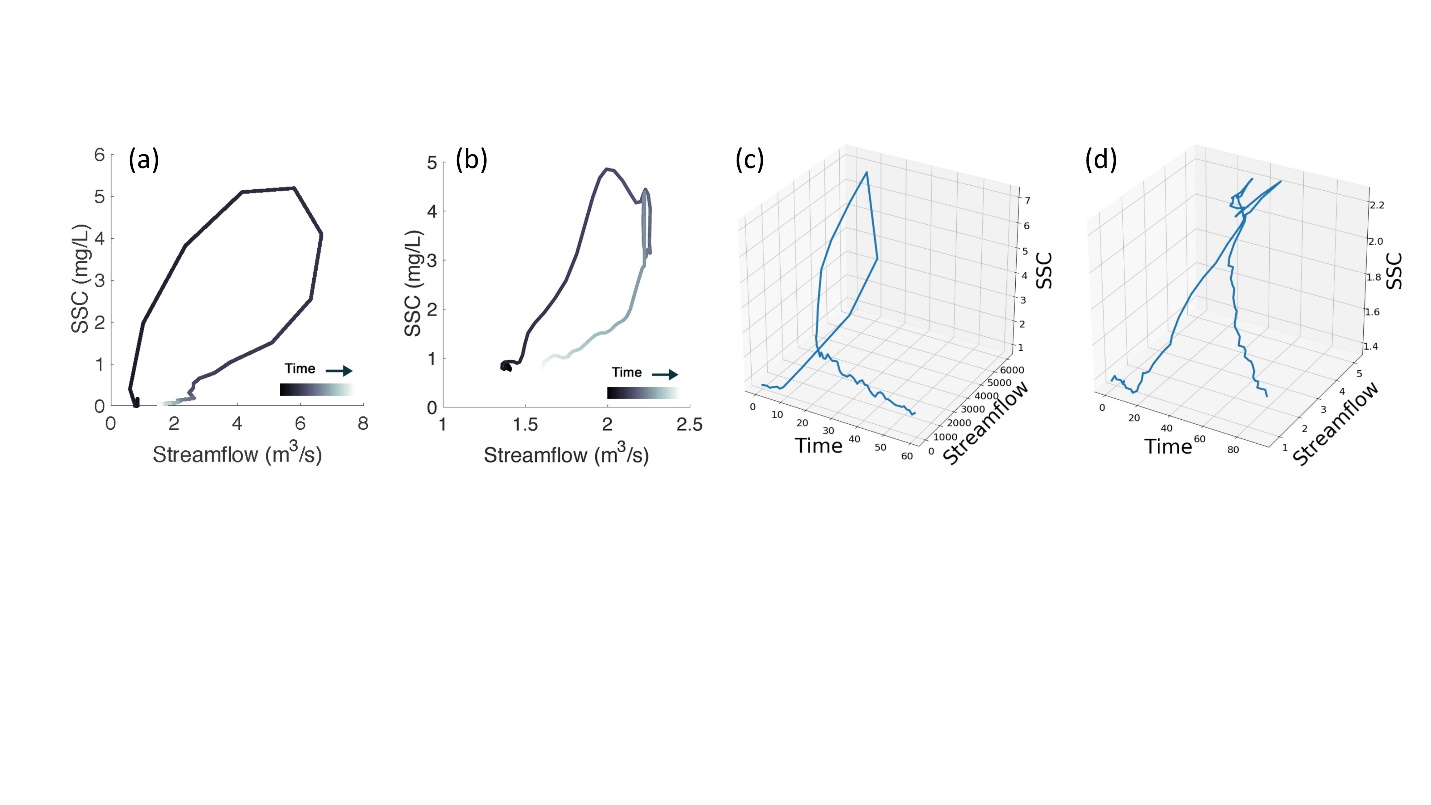 (a)
6
5
4
3
2
1
0
SSC (mg/L)
Time
0 2 4 6 8
Streamflow (m³/s)
(b)
5
4
3
2
1
0
SSC (mg/L)
Time
1 1.5 2 2.5
Streamflow (m³/s)
(c)
7
6
5
4
3
2
1
SSC
6000
5000
4000
3000
2000
1000
0
Streamflow
0 10 20 30 40 50 60
Time
(d)
2.2
2.0
1.8
1.6
1.4
SSC
5
4
3
2
1
Streamflow
0 20 40 60 80
Time